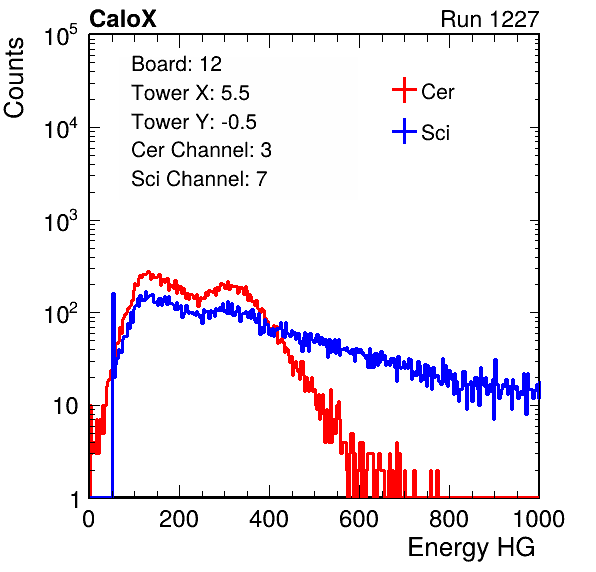 CaloX Run 1227
Counts
10^5
10^4
10^3
10^2
10
1
Board: 12
Tower X: 5.5
Tower Y: -0.5
Cer Channel: 3
Sci Channel: 7
Cer
Sci
0 200 400 600 800 1000
Energy HG